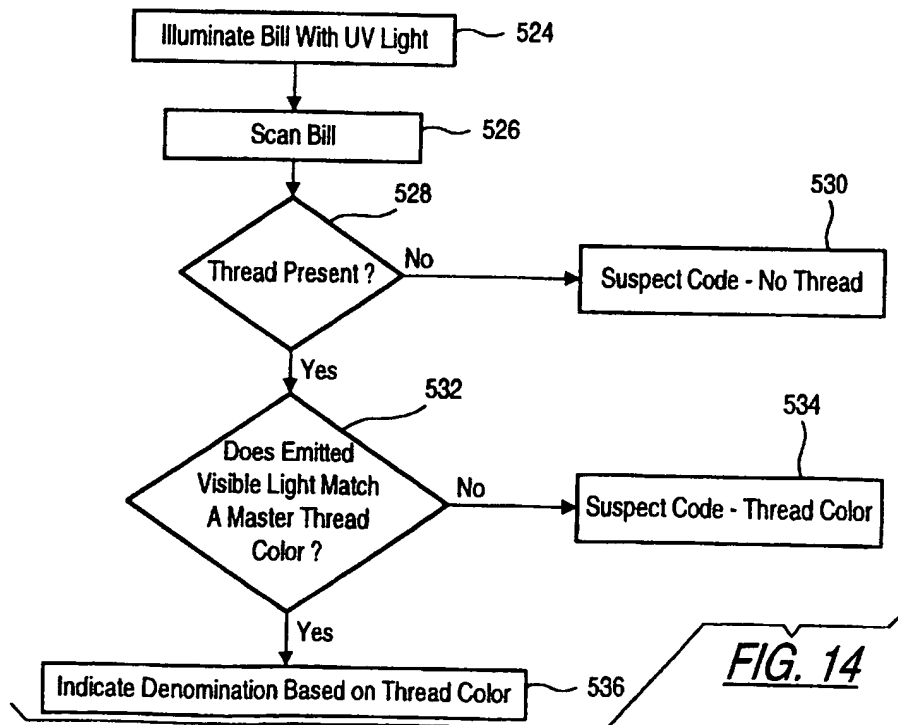 Illuminate Bill With UV Light
524
Scan Bill
526
528
Thread Present ?
No
530
Suspect Code - No Thread
Yes
532
Does Emitted
Visible Light Match
A Master Thread
Color ?
No
534
Suspect Code - Thread Color
Yes
Indicate Denomination Based on Thread Color
536
FIG. 14